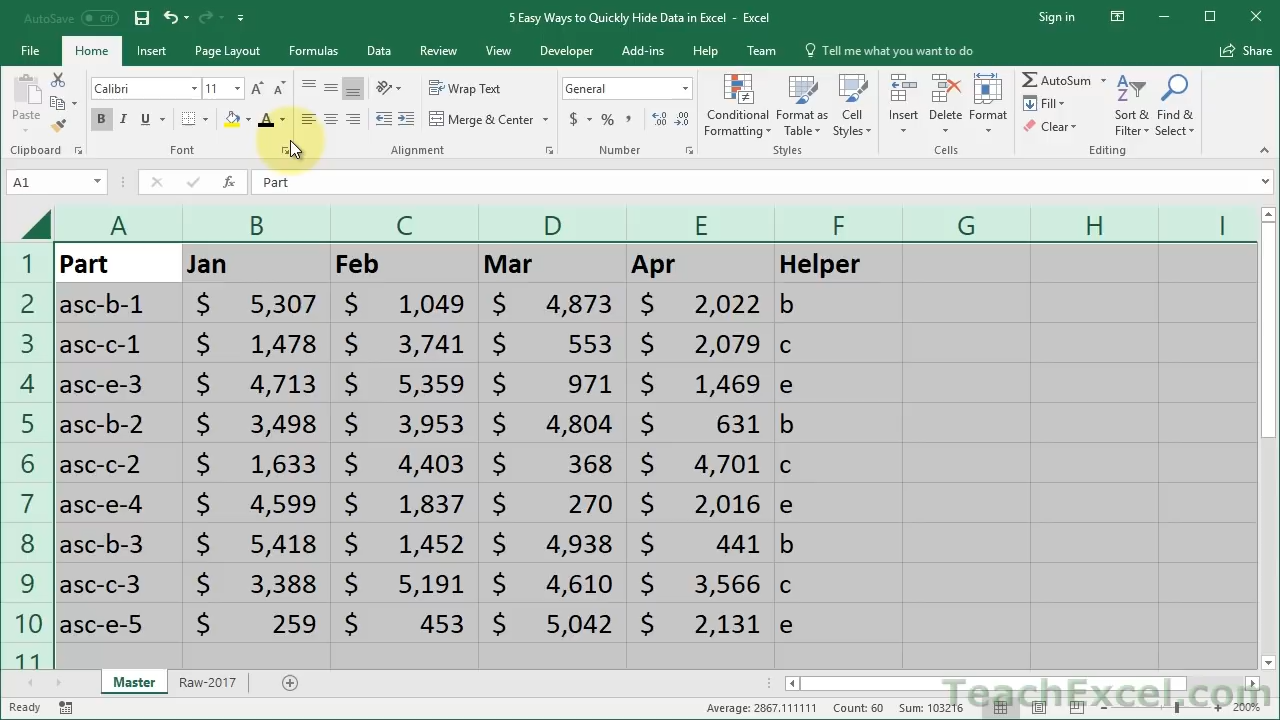 AutoSave Off 5 Easy Ways to Quickly Hide Data in Excel - Excel Sign in
File Home Insert Page Layout Formulas Data Review View Developer Add-ins Help Team Tell me what you want to do Share
Paste
Clipboard
Calibri 11
B I U A
Font
Wrap Text
Merge & Center
Alignment
General
$ % ,
Number
Conditional Formatting
Format as Table
Cell Styles
Styles
Insert
Delete
Format
Cells
AutoSum
Fill
Clear
Sort & Filter
Find & Select
Editing
A1 fx Part
A B C D E F G H I
1 Part Jan Feb Mar Apr Helper
2 asc-b-1 $ 5,307 $ 1,049 $ 4,873 $ 2,022 b
3 asc-c-1 $ 1,478 $ 3,741 $ 553 $ 2,079 c
4 asc-e-3 $ 4,713 $ 5,359 $ 971 $ 1,469 e
5 asc-b-2 $ 3,498 $ 3,953 $ 4,804 $ 631 b
6 asc-c-2 $ 1,633 $ 4,403 $ 368 $ 4,701 c
7 asc-e-4 $ 4,599 $ 1,837 $ 270 $ 2,016 e
8 asc-b-3 $ 5,418 $ 1,452 $ 4,938 $ 441 b
9 asc-c-3 $ 3,388 $ 5,191 $ 4,610 $ 3,566 c
10 asc-e-5 $ 259 $ 453 $ 5,042 $ 2,131 e
11
Master Raw-2017
TeachExcel.com
Ready Average: 2867.111111 Count: 60 Sum: 103216 200%